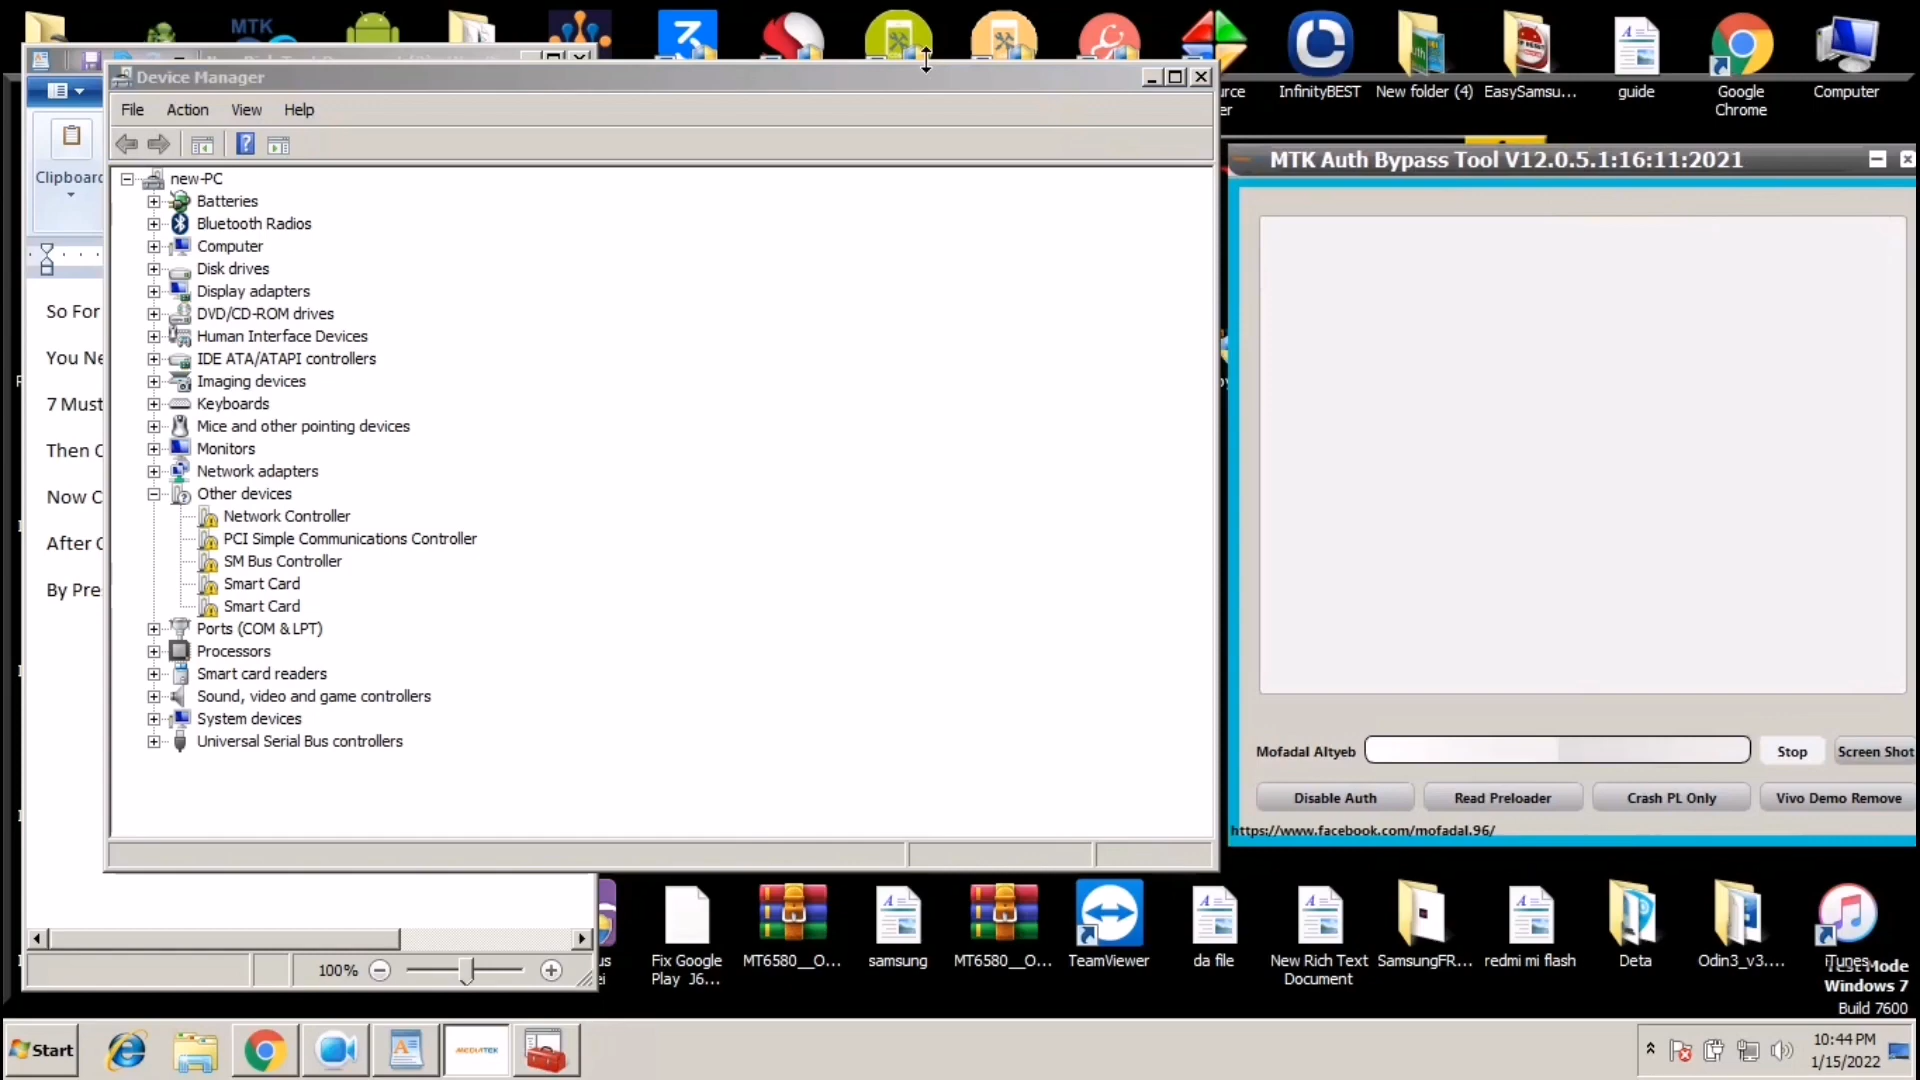 MTK
InfinityBEST
New folder (4)
EasySamsu...
guide
Google
Chrome
Computer
Device Manager
File
Action
View
Help
new-PC
Batteries
Bluetooth Radios
Computer
Disk drives
Display adapters
DVD/CD-ROM drives
Human Interface Devices
IDE ATA/ATAPI controllers
Imaging devices
Keyboards
Mice and other pointing devices
Monitors
Network adapters
Other devices
Network Controller
PCI Simple Communications Controller
SM Bus Controller
Smart Card
Smart Card
Ports (COM & LPT)
Processors
Smart card readers
Sound, video and game controllers
System devices
Universal Serial Bus controllers
Clipboard
So For
You Ne
7 Must
Then
Now
After
By Pre
100%
MTK Auth Bypass Tool V12.0.5.1:16:11:2021
Mofadal Altyeb
Stop
Screen Shot
Disable Auth
Read Preloader
Crash PL Only
Vivo Demo Remove
https://www.facebook.com/mofadal.96/
Fix Google
Play J6...
MT6580__O...
samsung
MT6580__O...
TeamViewer
da file
New Rich Text
Document
SamsungFR...
redmi mi flash
Deta
Odin3_v3....
iTunes
Test Mode
Windows 7
Build 7600
Start
MEDIATEK
10:44 PM
1/15/2022